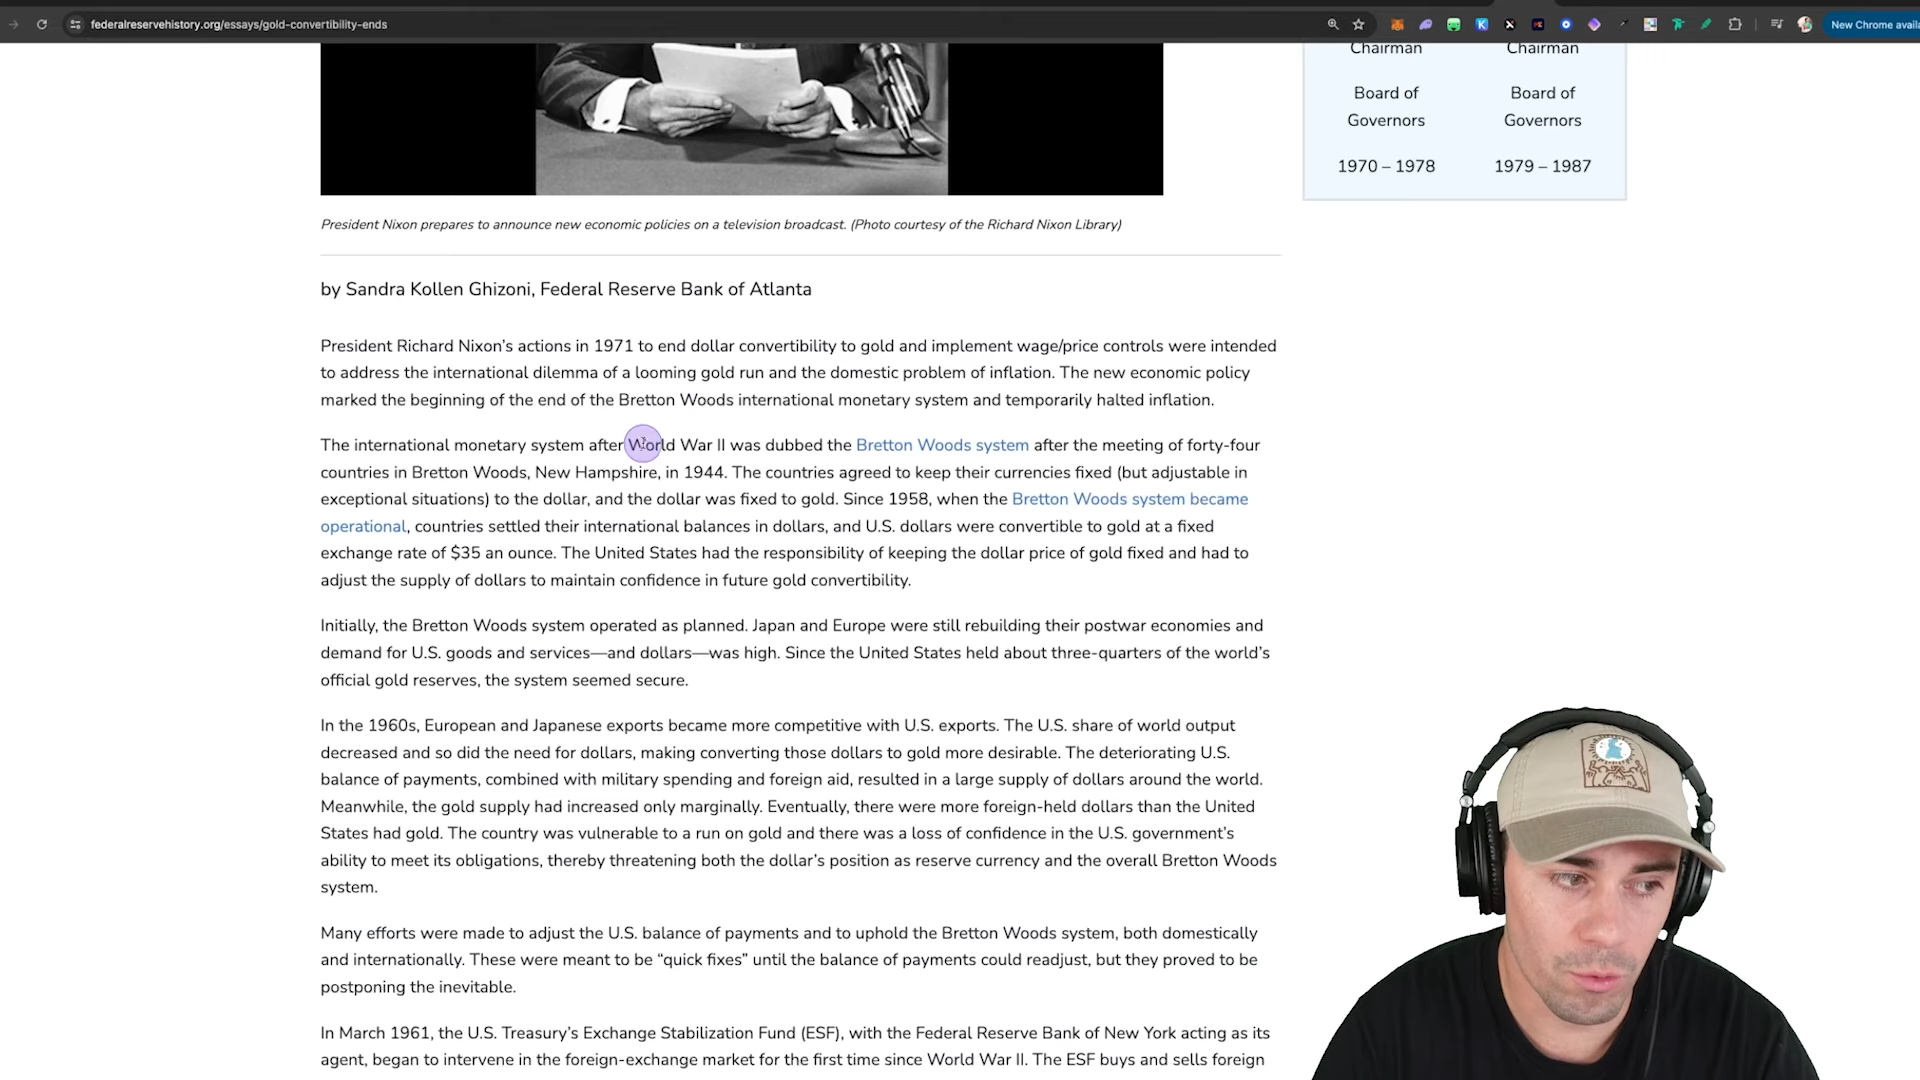 federalreservehistory.org/essays/gold-convertibility-ends
New Chrome availa
Chairman Chairman
Board of Board of
Governors Governors
1970 – 1978 1979 – 1987
President Nixon prepares to announce new economic policies on a television broadcast. (Photo courtesy of the Richard Nixon Library)
by Sandra Kollen Ghizoni, Federal Reserve Bank of Atlanta
President Richard Nixon’s actions in 1971 to end dollar convertibility to gold and implement wage/price controls were intended
to address the international dilemma of a looming gold run and the domestic problem of inflation. The new economic policy
marked the beginning of the end of the Bretton Woods international monetary system and temporarily halted inflation.
The international monetary system after World War II was dubbed the Bretton Woods system after the meeting of forty-four
countries in Bretton Woods, New Hampshire, in 1944. The countries agreed to keep their currencies fixed (but adjustable in
exceptional situations) to the dollar, and the dollar was fixed to gold. Since 1958, when the Bretton Woods system became
operational, countries settled their international balances in dollars, and U.S. dollars were convertible to gold at a fixed
exchange rate of $35 an ounce. The United States had the responsibility of keeping the dollar price of gold fixed and had to
adjust the supply of dollars to maintain confidence in future gold convertibility.
Initially, the Bretton Woods system operated as planned. Japan and Europe were still rebuilding their postwar economies and
demand for U.S. goods and services—and dollars—was high. Since the United States held about three-quarters of the world’s
official gold reserves, the system seemed secure.
In the 1960s, European and Japanese exports became more competitive with U.S. exports. The U.S. share of world output
decreased and so did the need for dollars, making converting those dollars to gold more desirable. The deteriorating U.S.
balance of payments, combined with military spending and foreign aid, resulted in a large supply of dollars around the world.
Meanwhile, the gold supply had increased only marginally. Eventually, there were more foreign-held dollars than the United
States had gold. The country was vulnerable to a run on gold and there was a loss of confidence in the U.S. government’s
ability to meet its obligations, thereby threatening both the dollar’s position as reserve currency and the overall Bretton Woods
system.
Many efforts were made to adjust the U.S. balance of payments and to uphold the Bretton Woods system, both domestically
and internationally. These were meant to be “quick fixes” until the balance of payments could readjust, but they proved to be
postponing the inevitable.
In March 1961, the U.S. Treasury’s Exchange Stabilization Fund (ESF), with the Federal Reserve Bank of New York acting as its
agent, began to intervene in the foreign-exchange market for the first time since World War II. The ESF buys and sells foreign